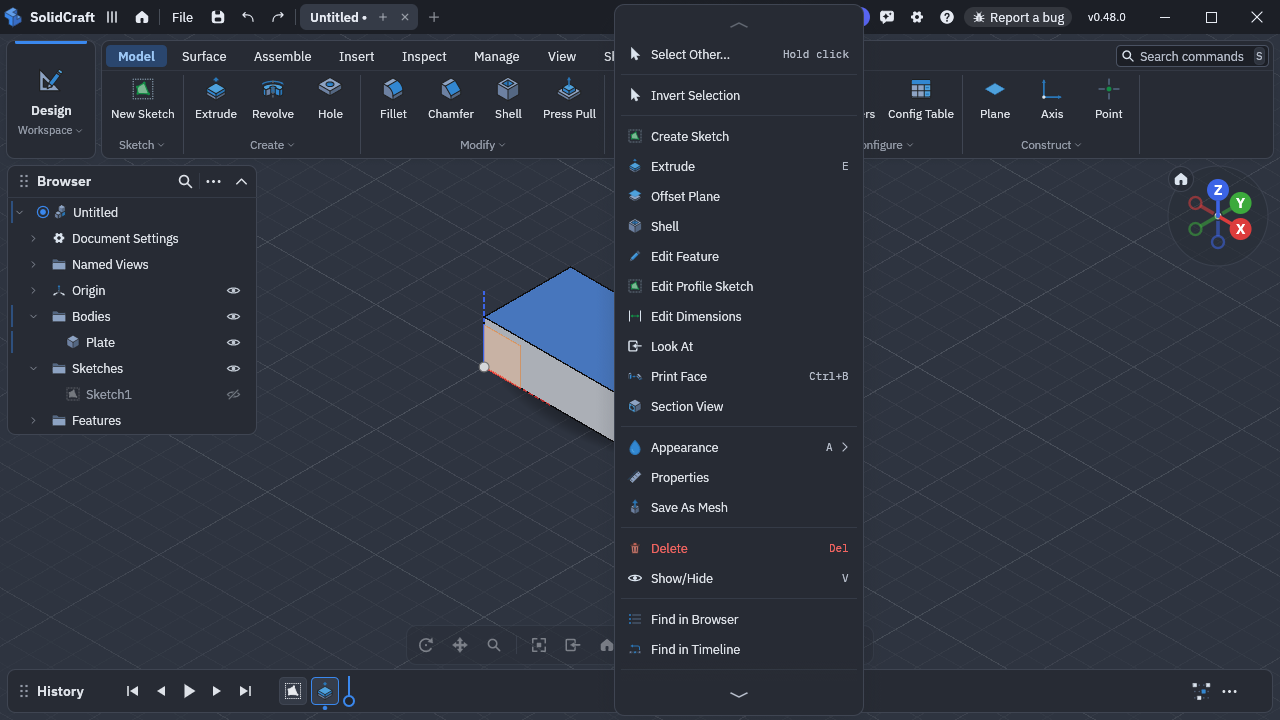 SolidCraft
File
Untitled •
Report a bug
v0.48.0
Design
Workspace
Model
Surface
Assemble
Insert
Inspect
Manage
View
Search commands
S
New Sketch
Extrude
Revolve
Hole
Fillet
Chamfer
Shell
Press Pull
Config Table
Plane
Axis
Point
Sketch
Create
Modify
Construct
Browser
Untitled
Document Settings
Named Views
Origin
Bodies
Plate
Sketches
Sketch1
Features
Select Other... Hold click
Invert Selection
Create Sketch
Extrude E
Offset Plane
Shell
Edit Feature
Edit Profile Sketch
Edit Dimensions
Look At
Print Face Ctrl+B
Section View
Appearance A
Properties
Save As Mesh
Delete Del
Show/Hide V
Find in Browser
Find in Timeline
Z
Y
X
History